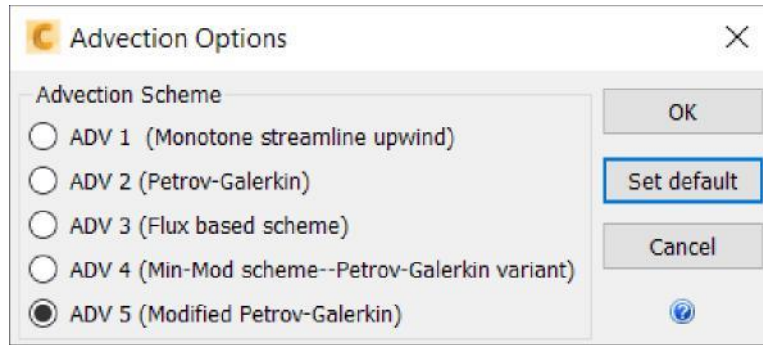 Advection Options
Advection Scheme
ADV 1 (Monotone streamline upwind)
ADV 2 (Petrov-Galerkin)
ADV 3 (Flux based scheme)
ADV 4 (Min-Mod scheme--Petrov-Galerkin variant)
ADV 5 (Modified Petrov-Galerkin)
OK
Set default
Cancel